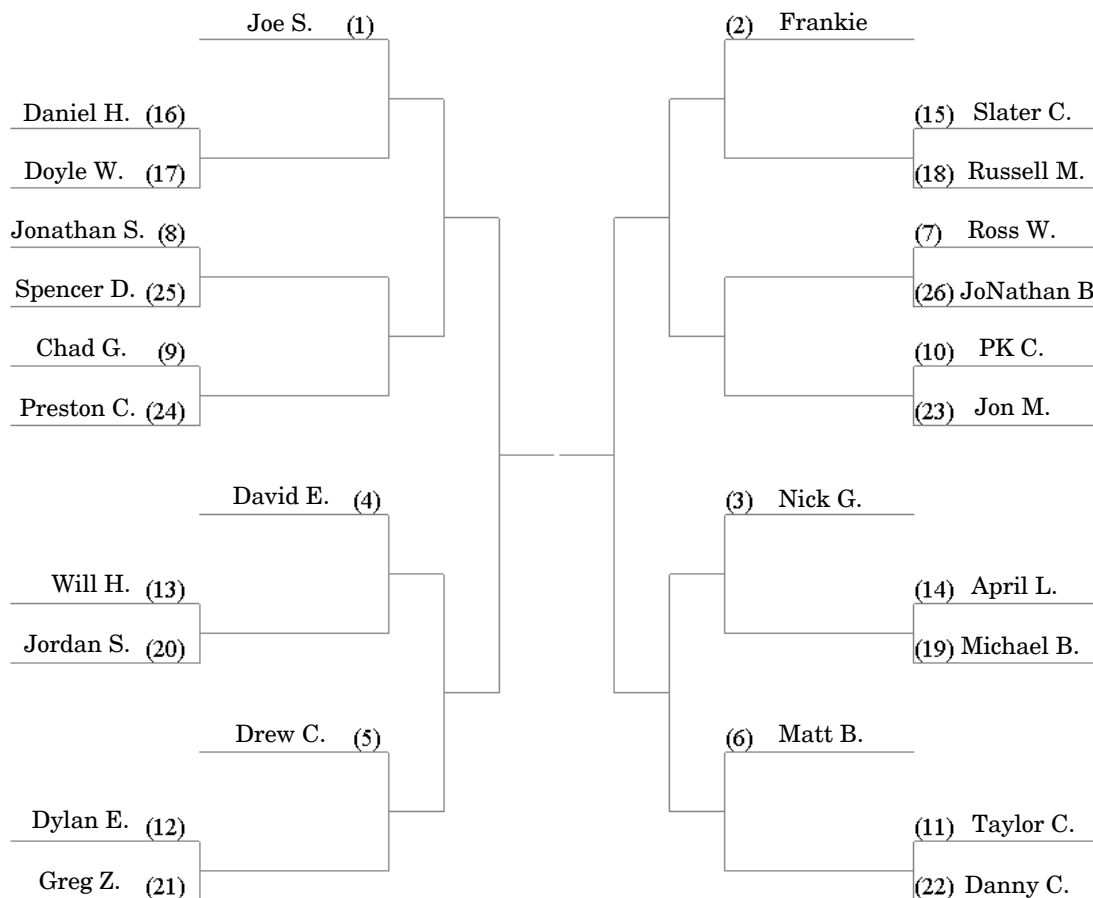 Joe S. (1)
Daniel H. (16)
Doyle W. (17)
Jonathan S. (8)
Spencer D. (25)
Chad G. (9)
Preston C. (24)
David E. (4)
Will H. (13)
Jordan S. (20)
Drew C. (5)
Dylan E. (12)
Greg Z. (21)
(2) Frankie
(15) Slater C.
(18) Russell M.
(7) Ross W.
(26) JoNathan B
(10) PK C.
(23) Jon M.
(3) Nick G.
(14) April L.
(19) Michael B.
(6) Matt B.
(11) Taylor C.
(22) Danny C.